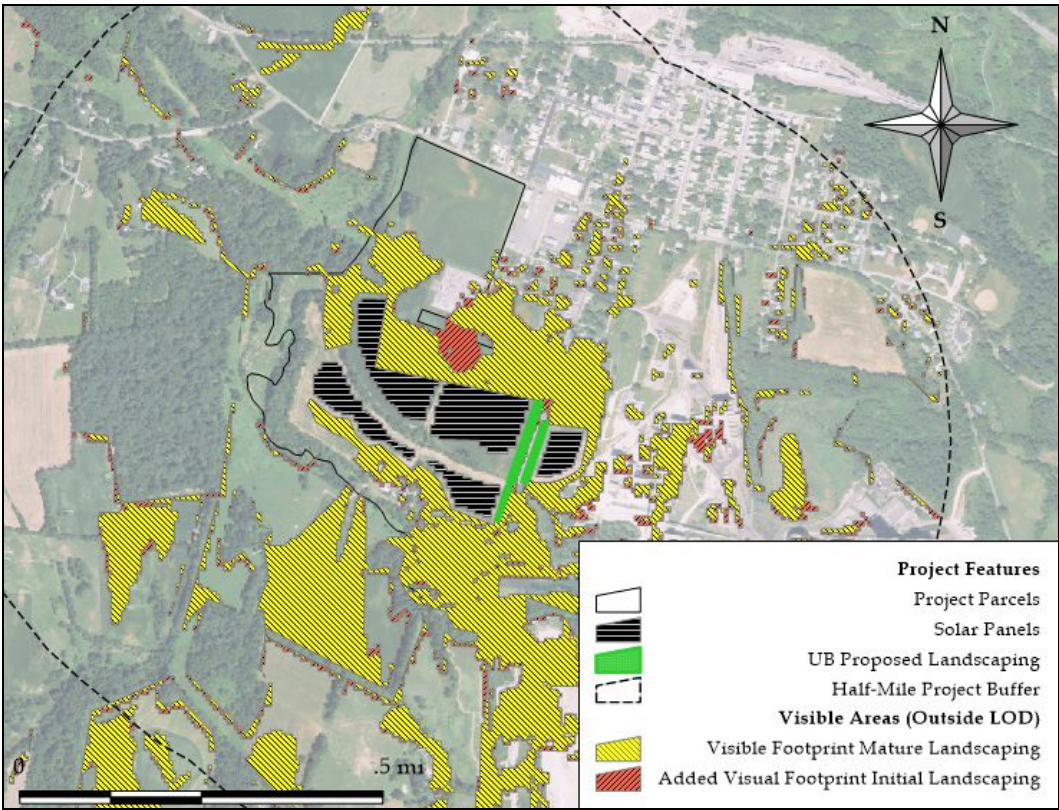 N
S
Project Features
Project Parcels
Solar Panels
UB Proposed Landscaping
Half-Mile Project Buffer
Visible Areas (Outside LOD)
Visible Footprint Mature Landscaping
Added Visual Footprint Initial Landscaping
0 .5 mi